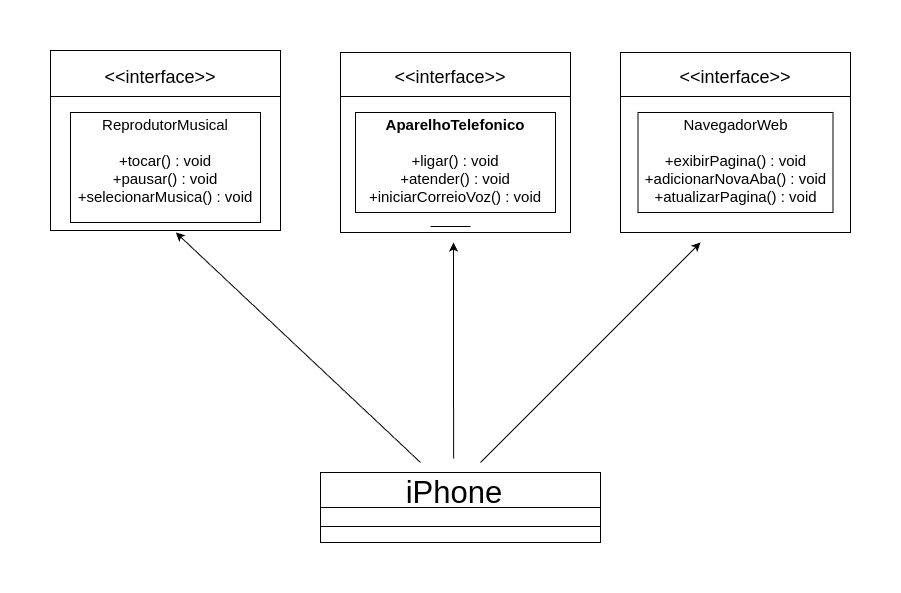 <<interface>>
ReprodutorMusical
+tocar() : void
+pausar() : void
+selecionarMusica() : void
<<interface>>
AparelhoTelefonico
+ligar() : void
+atender() : void
+iniciarCorreioVoz() : void
<<interface>>
NavegadorWeb
+exibirPagina() : void
+adicionarNovaAba() : void
+atualizarPagina() : void
iPhone